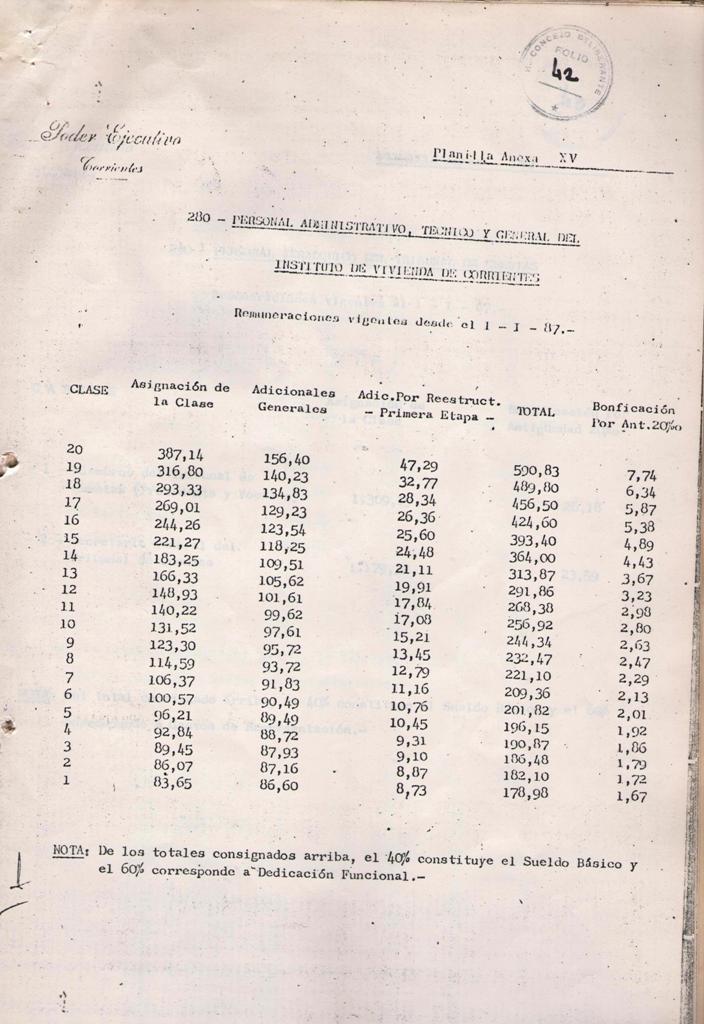 H. CONCEJO DELIBERANTE
FOLIO
42
Poder Ejecutivo
Corrientes
Planilla Anexa XV
280 - PERSONAL ADMINISTRATIVO, TECNICO Y GENERAL DEL
INSTITUTO DE VIVIENDA DE CORRIENTES
Remuneraciones vigentes desde el 1 - I - 87.-
CLASE Asignación de la Clase Adicionales Generales Adic.Por Reestruct. - Primera Etapa - TOTAL Bonficación Por Ant.20‰
20 387,14 156,40 47,29 590,83 7,74
19 316,80 140,23 32,77 489,80 6,34
18 293,33 134,83 28,34 456,50 5,87
17 269,01 129,23 26,36 424,60 5,38
16 244,26 123,54 25,60 393,40 4,89
15 221,27 118,25 24,48 364,00 4,43
14 183,25 109,51 21,11 313,87 3,67
13 166,33 105,62 19,91 291,86 3,23
12 148,93 101,61 17,84 268,38 2,98
11 140,22 99,62 17,08 256,92 2,80
10 131,52 97,61 15,21 244,34 2,63
9 123,30 95,72 13,45 232,47 2,47
8 114,59 93,72 12,79 221,10 2,29
7 106,37 91,83 11,16 209,36 2,13
6 100,57 90,49 10,76 201,82 2,01
5 96,21 89,49 10,45 196,15 1,92
4 92,84 88,72 9,31 190,87 1,86
3 89,45 87,93 9,10 186,48 1,79
2 86,07 87,16 8,87 182,10 1,72
1 83,65 86,60 8,73 178,98 1,67
NOTA: De los totales consignados arriba, el 40% constituye el Sueldo Básico y
el 60% corresponde a Dedicación Funcional.-